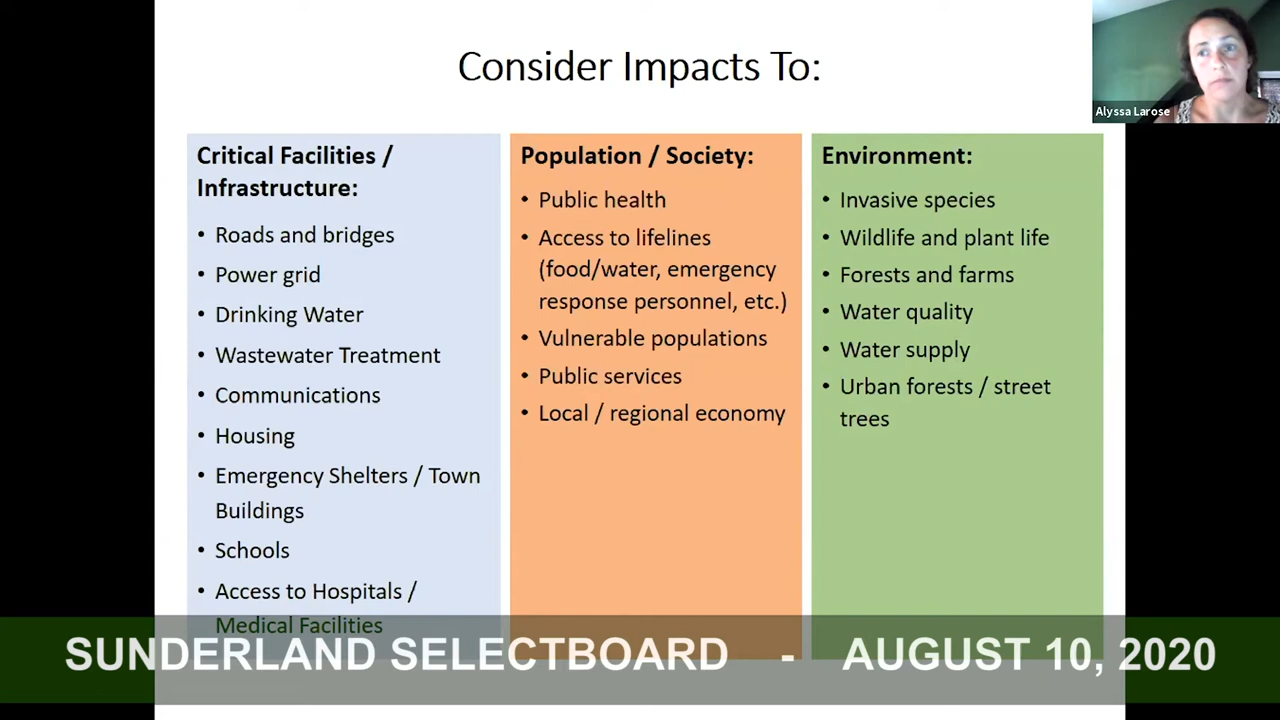 Consider Impacts To:
Alyssa Larose
Critical Facilities /
Infrastructure:
• Roads and bridges
• Power grid
• Drinking Water
• Wastewater Treatment
• Communications
• Housing
• Emergency Shelters / Town
Buildings
• Schools
• Access to Hospitals /
Medical Facilities
Population / Society:
• Public health
• Access to lifelines
(food/water, emergency
response personnel, etc.)
• Vulnerable populations
• Public services
• Local / regional economy
Environment:
• Invasive species
• Wildlife and plant life
• Forests and farms
• Water quality
• Water supply
• Urban forests / street
trees
SUNDERLAND SELECTBOARD - AUGUST 10, 2020